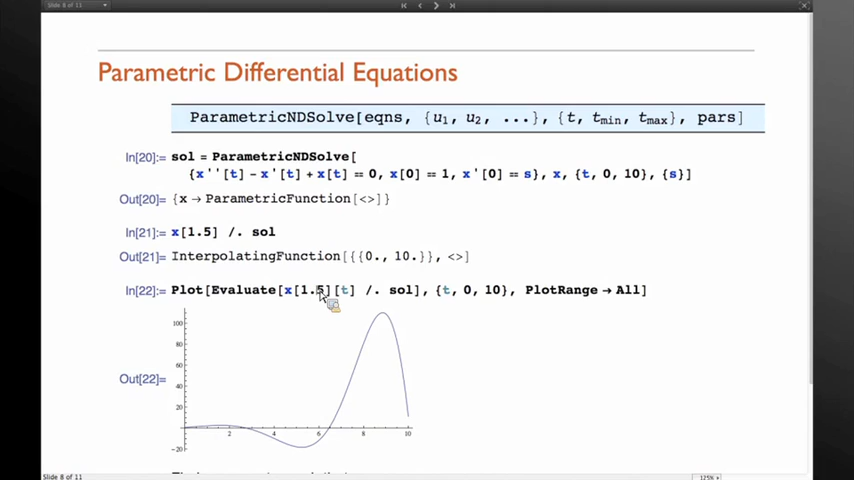 Slide 8 of 11
Parametric Differential Equations
ParametricNDSolve[eqns, {u1, u2, ...}, {t, tmin, tmax}, pars]
In[20]:= sol = ParametricNDSolve[
{x''[t] - x'[t] + x[t] == 0, x[0] == 1, x'[0] == s}, x, {t, 0, 10}, {s}]
Out[20]= {x → ParametricFunction[<>]}
In[21]:= x[1.5] /. sol
Out[21]= InterpolatingFunction[{{0., 10.}}, <>]
In[22]:= Plot[Evaluate[x[1.5][t] /. sol], {t, 0, 10}, PlotRange → All]
Out[22]=
100
80
60
40
20
-20
2 4 6 8 10
Slide 8 of 11
125%